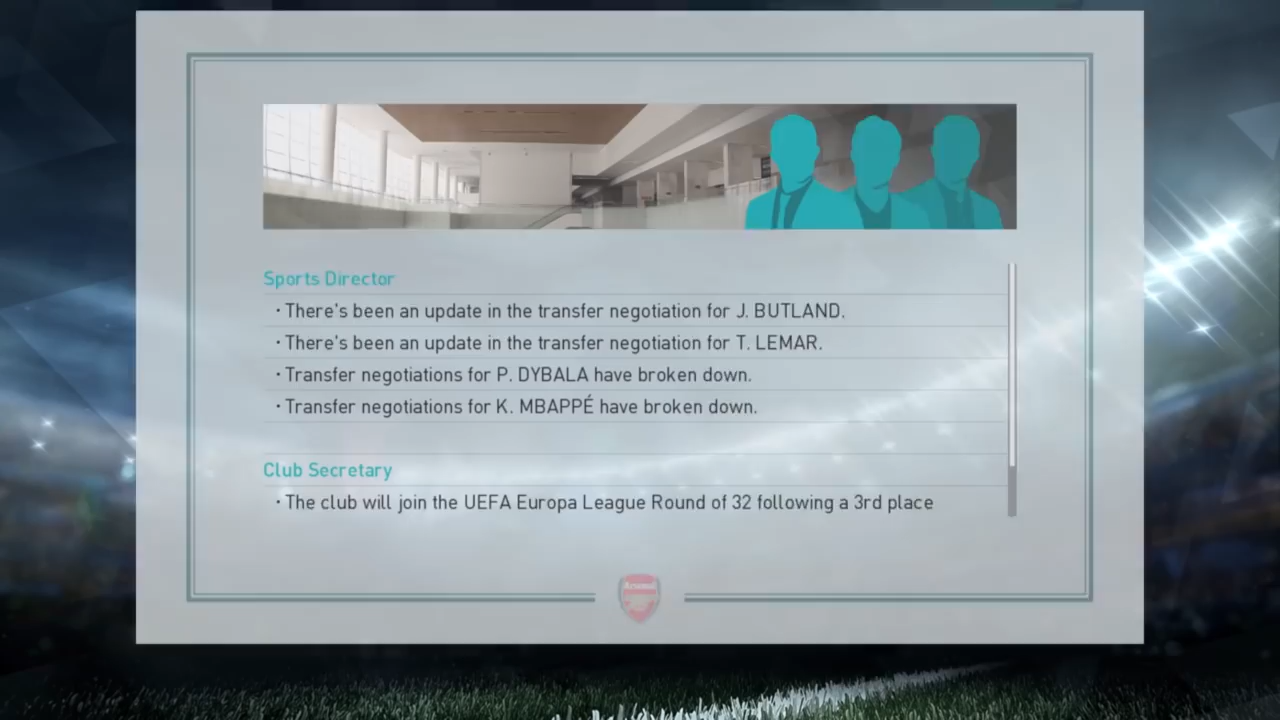 Sports Director
· There's been an update in the transfer negotiation for J. BUTLAND.
· There's been an update in the transfer negotiation for T. LEMAR.
· Transfer negotiations for P. DYBALA have broken down.
· Transfer negotiations for K. MBAPPÉ have broken down.
Club Secretary
· The club will join the UEFA Europa League Round of 32 following a 3rd place
Arsenal